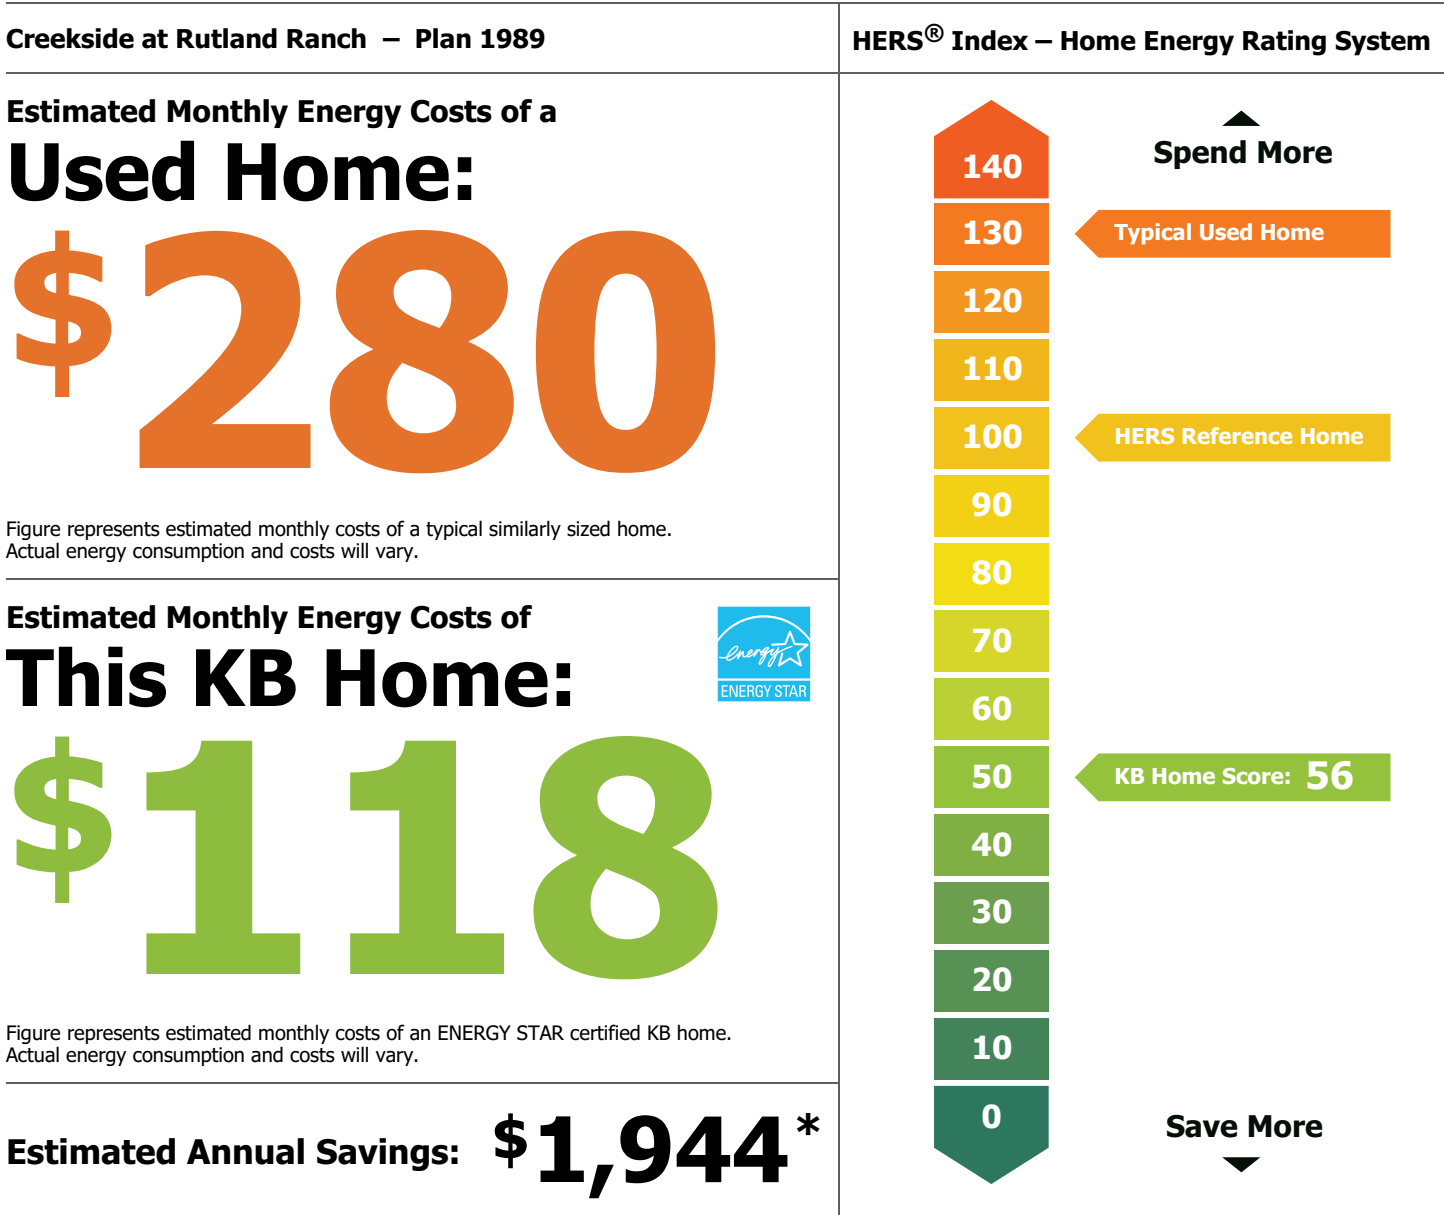 Creekside at Rutland Ranch – Plan 1989
Estimated Monthly Energy Costs of a
Used Home:
$280
Figure represents estimated monthly costs of a typical similarly sized home.
Actual energy consumption and costs will vary.
Estimated Monthly Energy Costs of
This KB Home:
energy
ENERGY STAR
$118
Figure represents estimated monthly costs of an ENERGY STAR certified KB home.
Actual energy consumption and costs will vary.
Estimated Annual Savings: $1,944*
HERS® Index – Home Energy Rating System
Spend More
140
130 Typical Used Home
120
110
100 HERS Reference Home
90
80
70
60
50 KB Home Score: 56
40
30
20
10
0
Save More